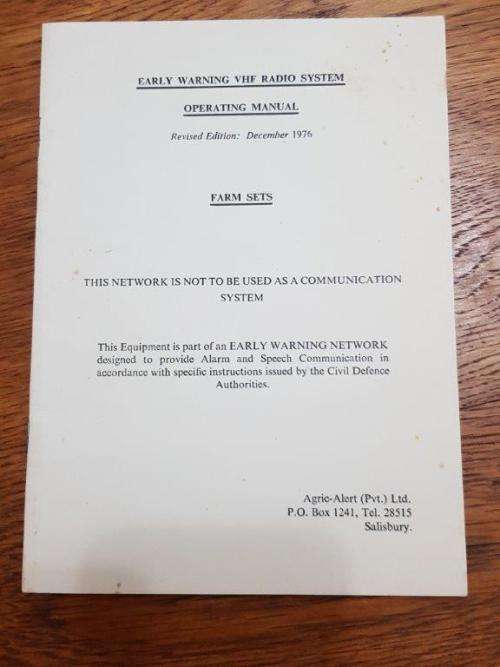 EARLY WARNING VHF RADIO SYSTEM
OPERATING MANUAL
Revised Edition: December 1976
FARM SETS
THIS NETWORK IS NOT TO BE USED AS A COMMUNICATION
SYSTEM
This Equipment is part of an EARLY WARNING NETWORK
designed to provide Alarm and Speech Communication in
accordance with specific instructions issued by the Civil Defence
Authorities.
Agric-Alert (Pvt.) Ltd.
P.O. Box 1241, Tel. 28515
Salisbury.